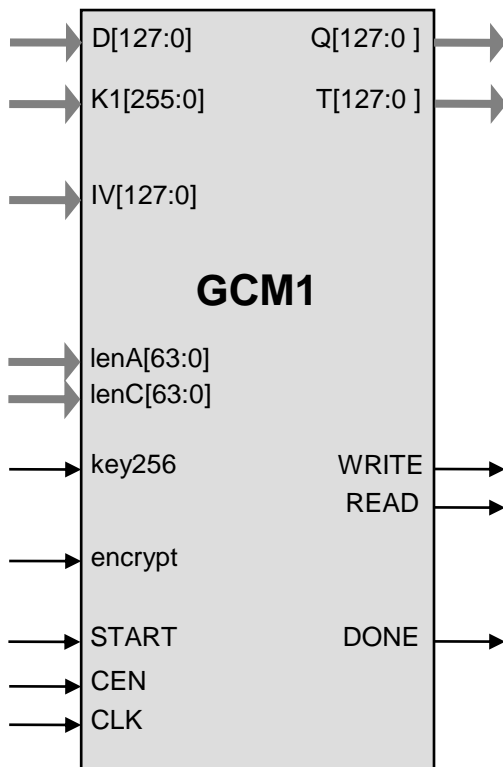 D[127:0] Q[127:0 ]
K1[255:0] T[127:0 ]
IV[127:0]
GCM1
lenA[63:0]
lenC[63:0]
key256 WRITE
READ
encrypt
START DONE
CEN
CLK